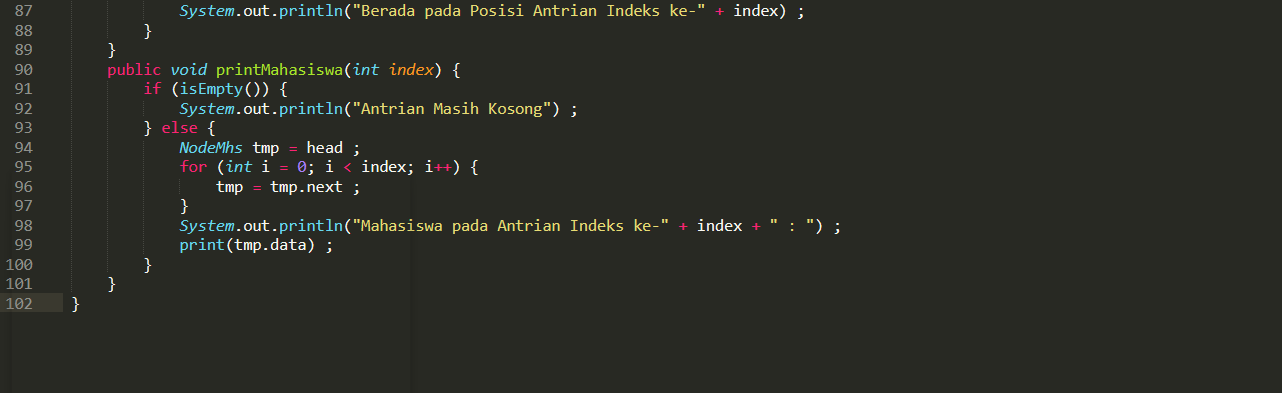 87                System.out.println("Berada pada Posisi Antrian Indeks ke-" + index) ;
88            }
89        }
90        public void printMahasiswa(int index) {
91            if (isEmpty()) {
92                System.out.println("Antrian Masih Kosong") ;
93            } else {
94                NodeMhs tmp = head ;
95                for (int i = 0; i < index; i++) {
96                    tmp = tmp.next ;
97                }
98                System.out.println("Mahasiswa pada Antrian Indeks ke-" + index + " : ") ;
99                print(tmp.data) ;
100            }
101        }
102    }